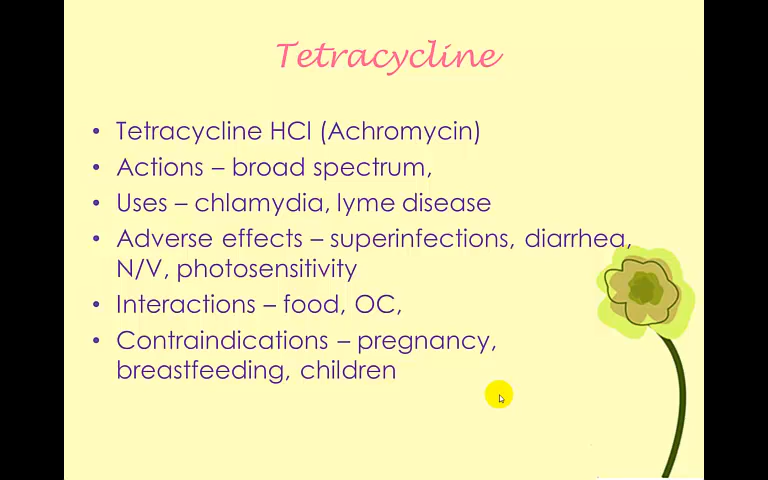 Tetracycline
• Tetracycline HCl (Achromycin)
• Actions – broad spectrum,
• Uses – chlamydia, lyme disease
• Adverse effects – superinfections, diarrhea,
N/V, photosensitivity
• Interactions – food, OC,
• Contraindications – pregnancy,
breastfeeding, children